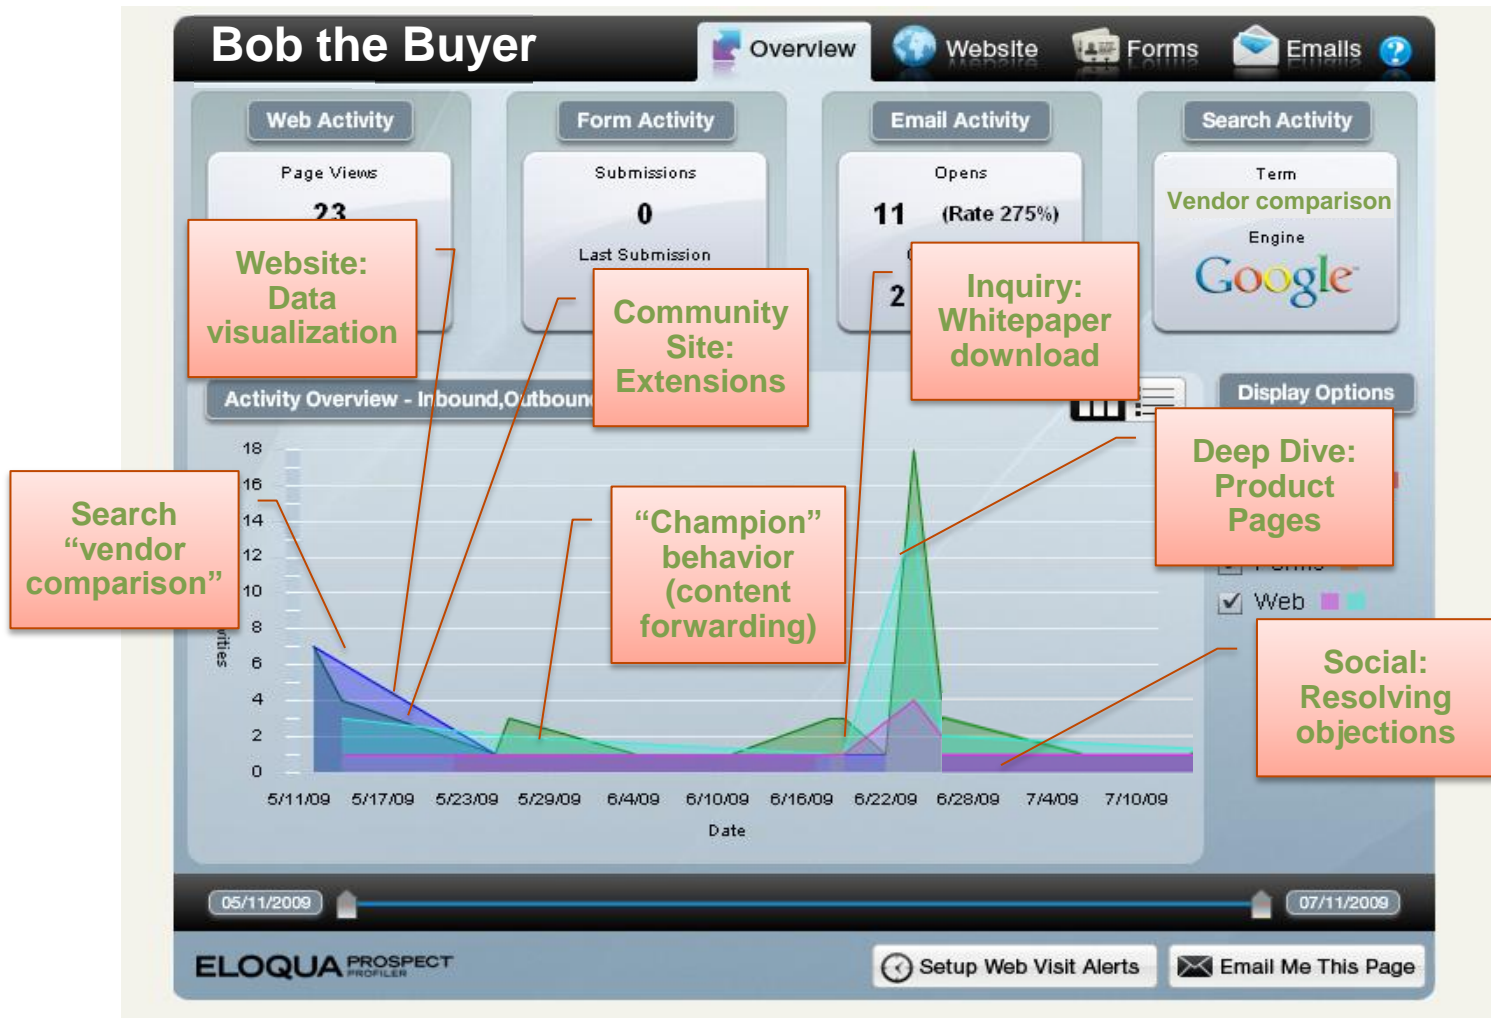 Bob the Buyer
Overview
Website
Forms
Emails
?
Web Activity
Form Activity
Email Activity
Search Activity
Page Views
23
Submissions
0
Last Submission
Opens
11 (Rate 275%)
2
Term
Vendor comparison
Engine
Google
Website:
Data
visualization
Community
Site:
Extensions
Inquiry:
Whitepaper
download
Activity Overview - Inbound,Outbound
Display Options
Deep Dive:
Product
Pages
Search
“vendor
comparison”
“Champion”
behavior
(content
forwarding)
Forms
Web
Social:
Resolving
objections
18
16
14
12
10
8
6
4
2
0
5/11/09 5/17/09 5/23/09 5/29/09 6/4/09 6/10/09 6/16/09 6/22/09 6/28/09 7/4/09 7/10/09
Date
05/11/2009
07/11/2009
ELOQUA PROSPECT
PROFILER
Setup Web Visit Alerts
Email Me This Page